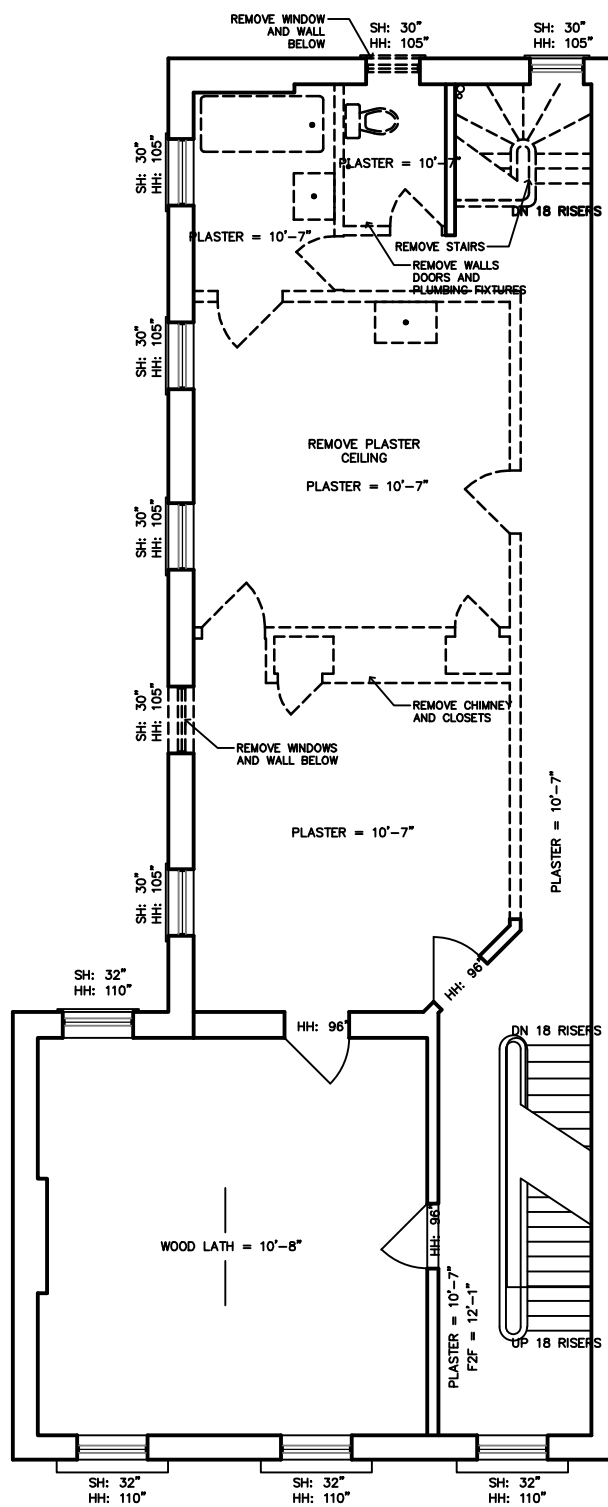 REMOVE WINDOW
AND WALL
BELOW
SH: 30"
HH: 105"
SH: 30"
HH: 105"
SH: 30"
HH: 105"
PLASTER = 10'-7"
PLASTER = 10'-7"
DN 18 RISERS
REMOVE STAIRS
REMOVE WALLS
DOORS AND
PLUMBING FIXTURES
SH: 30"
HH: 105"
REMOVE PLASTER
CEILING
PLASTER = 10'-7"
SH: 30"
HH: 105"
SH: 30"
HH: 105"
REMOVE CHIMNEY
AND CLOSETS
REMOVE WINDOWS
AND WALL BELOW
PLASTER = 10'-7"
PLASTER = 10'-7"
SH: 30"
HH: 105"
HH: 96"
SH: 32"
HH: 110"
HH: 96"
DN 18 RISERS
HH: 96"
WOOD LATH = 10'-8"
PLASTER = 10'-7"
F2F = 12'-1"
UP 18 RISERS
SH: 32"
HH: 110"
SH: 32"
HH: 110"
SH: 32"
HH: 110"